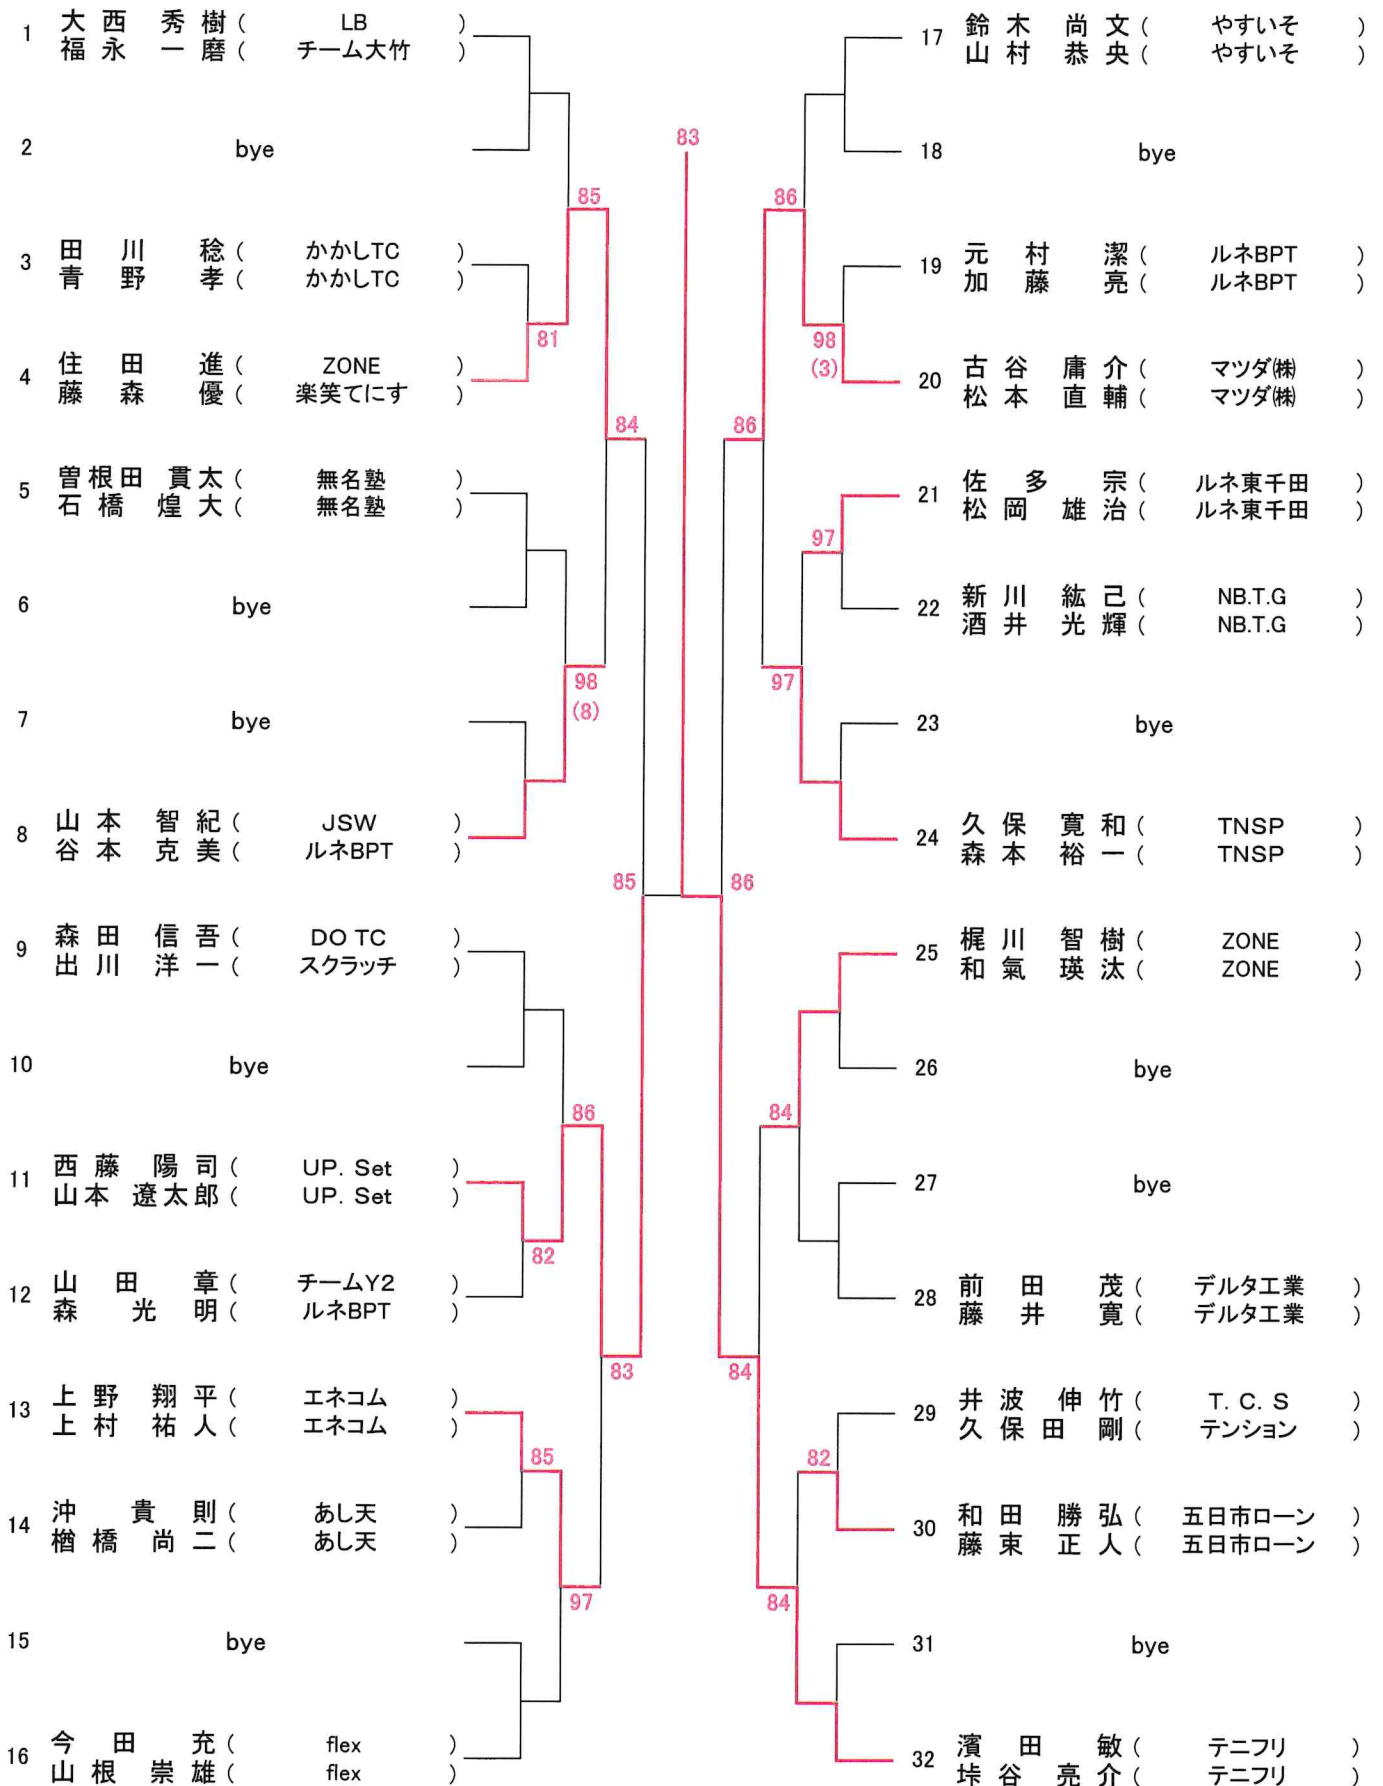 1 大西 秀樹 ( LB )
福永 一磨 ( チーム大竹 )
2 bye
3 田川 稔 ( かかしTC )
青野 孝 ( かかしTC )
4 住田 進 ( ZONE )
藤森 優 ( 楽笑てにす )
5 曽根田 貫太 ( 無名塾 )
石橋 煌大 ( 無名塾 )
6 bye
7 bye
8 山本 智紀 ( JSW )
谷本 克美 ( ルネBPT )
9 森田 信吾 ( DO TC )
出川 洋一 ( スクラッチ )
10 bye
11 西藤 陽司 ( UP. Set )
山本 遼太郎 ( UP. Set )
12 山田 章 ( チームY2 )
森 光明 ( ルネBPT )
13 上野 翔平 ( エネコム )
上村 祐人 ( エネコム )
14 沖 貴則 ( あし天 )
楢橋 尚二 ( あし天 )
15 bye
16 今田 充 ( flex )
山根 崇雄 ( flex )
85
81
84
98
(8)
85
86
82
83
85
97
83
86
98
(3)
86
97
97
86
84
84
82
84
17 鈴木 尚文 ( やすいそ )
山村 恭央 ( やすいそ )
18 bye
19 元村 潔 ( ルネBPT )
加藤 亮 ( ルネBPT )
20 古谷 庸介 ( マツダ㈱ )
松本 直輔 ( マツダ㈱ )
21 佐多 宗 ( ルネ東千田 )
松岡 雄治 ( ルネ東千田 )
22 新川 紘己 ( NB.T.G )
酒井 光輝 ( NB.T.G )
23 bye
24 久保 寛和 ( TNSP )
森本 裕一 ( TNSP )
25 梶川 智樹 ( ZONE )
和氣 瑛汰 ( ZONE )
26 bye
27 bye
28 前田 茂 ( デルタ工業 )
藤井 寛 ( デルタ工業 )
29 井波 伸竹 ( T. C. S )
久保田 剛 ( テンション )
30 和田 勝弘 ( 五日市ローン )
藤東 正人 ( 五日市ローン )
31 bye
32 濱田 敏 ( テニフリ )
垰谷 亮介 ( テニフリ )